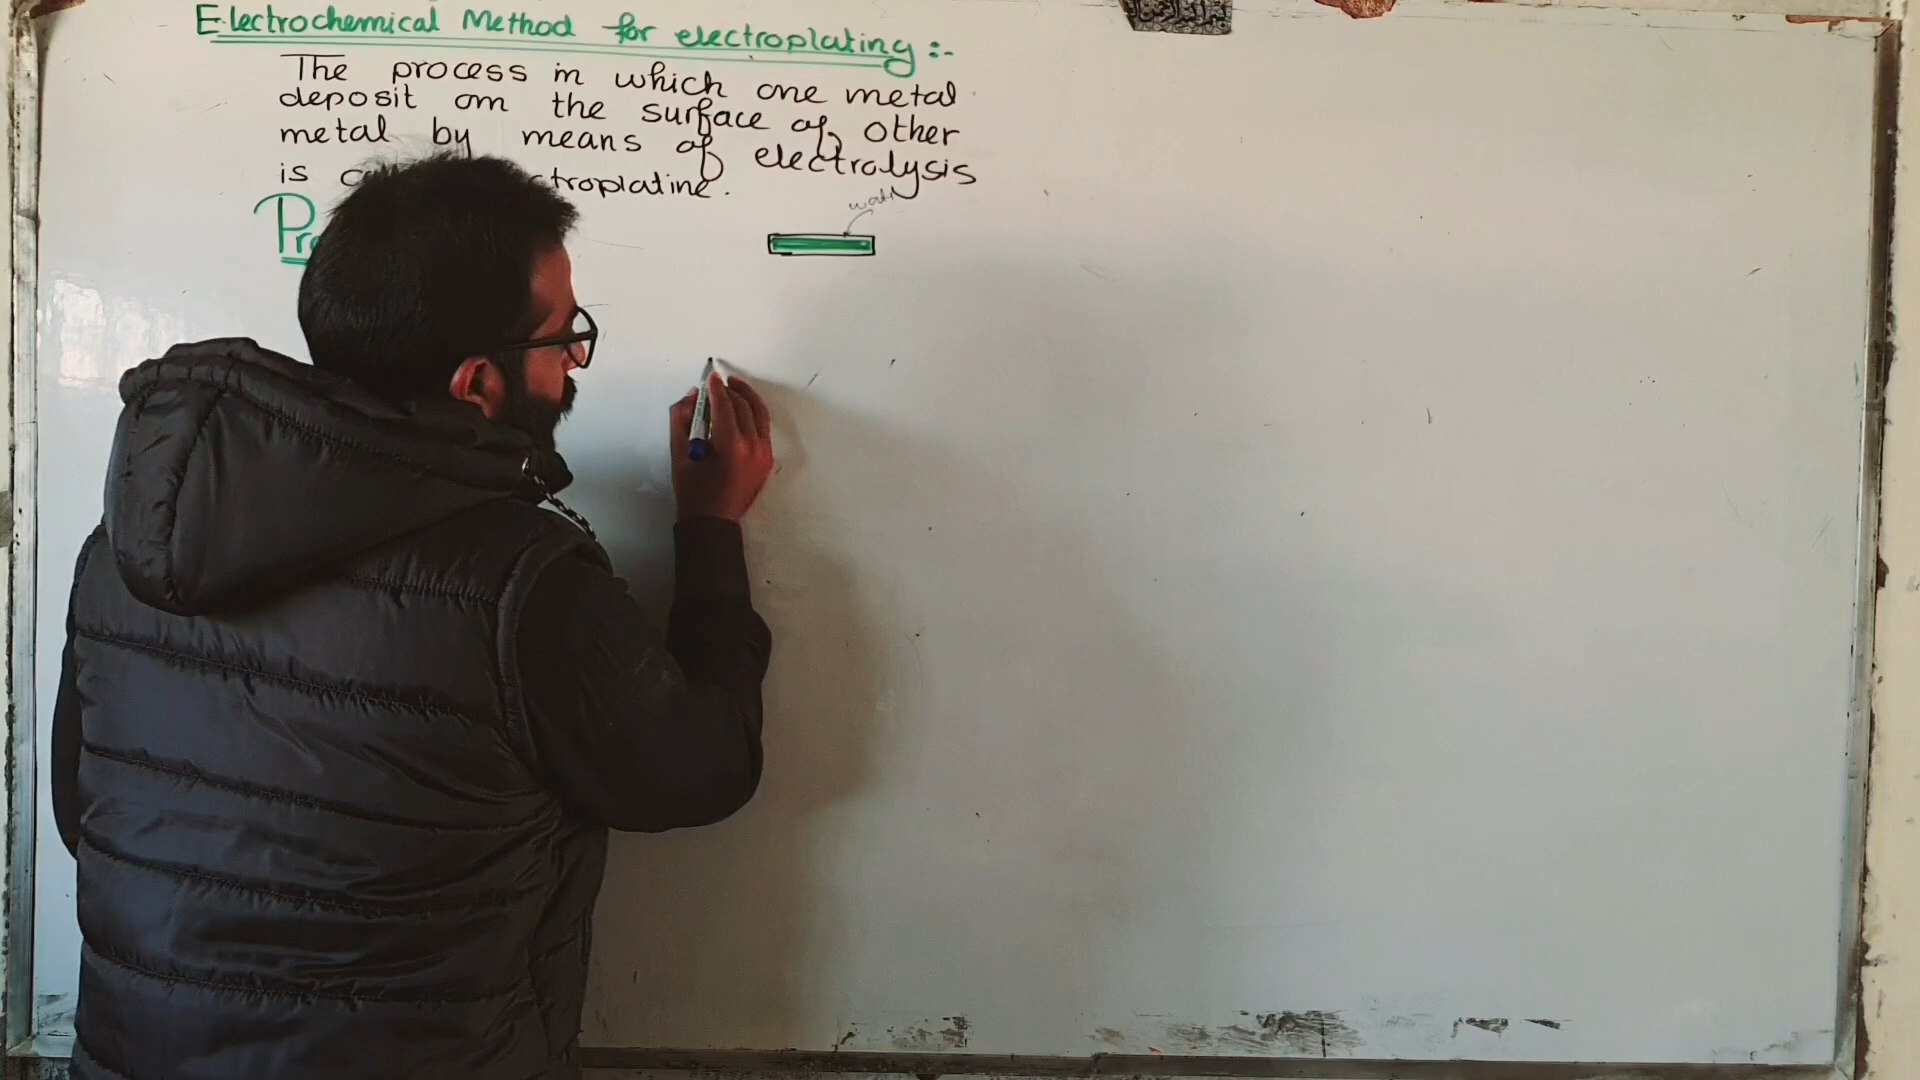 Electrochemical Method for electroplating :-
The process in which one metal
deposit on the surface of other
metal by means of electrolysis
is troplatine.